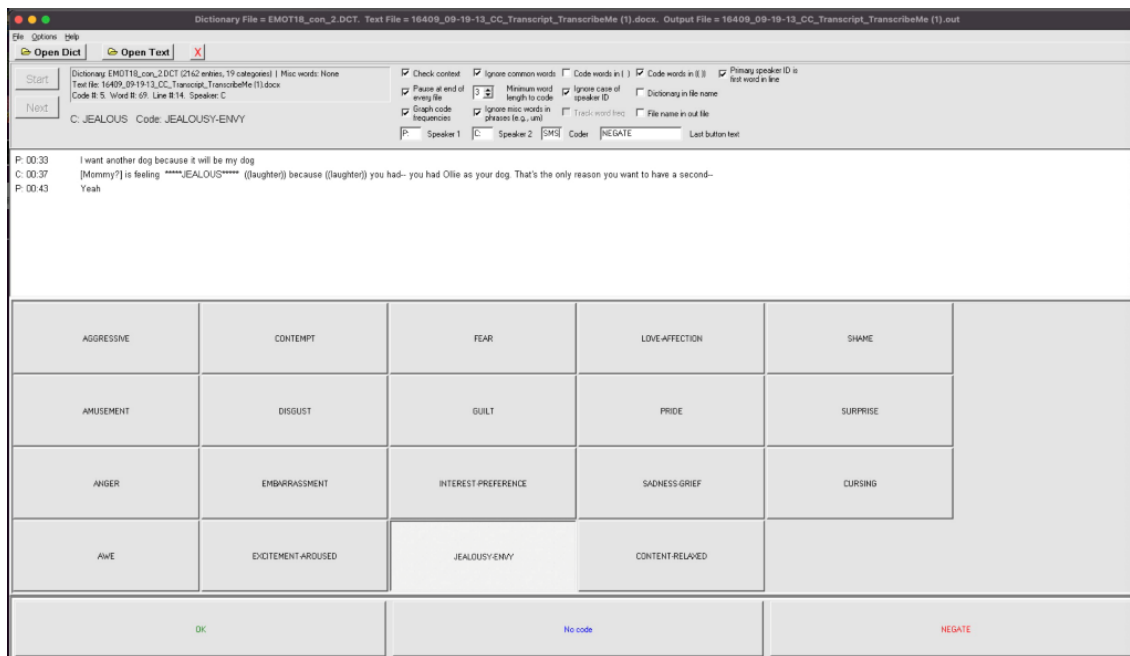 Dictionary File = EMOT18_con_2.DCT. Text File = 16409_09-19-13_CC_Transcript_TranscribeMe (1).docx. Output File = 16409_09-19-13_CC_Transcript_TranscribeMe (1).out
File Options Help
Open Dict Open Text X
Start
Next
Dictionary: EMOT18_con_2.DCT (2162 entries, 19 categories) | Misc words: None
Text file: 16409_09-19-13_CC_Transcript_TranscribeMe (1).docx
Code #: 5. Word #: 69. Line #:14. Speaker: C
C: JEALOUS Code: JEALOUSY-ENVY
Check context Ignore common words Code words in ( ) Code words in (( )) Primary speaker ID is first word in line
Pause at end of every file 3 Minimum word length to code Ignore case of speaker ID Dictionary in file name
Graph code frequencies Ignore misc words in phrases (e.g., um) Track word freq File name in out file
P: Speaker 1 C: Speaker 2 SMS Coder NEGATE Last button text
P: 00:33 I want another dog because it will be my dog
C: 00:37 [Mommy?] is feeling *****JEALOUS***** ((laughter)) because ((laughter)) you had-- you had Ollie as your dog. That's the only reason you want to have a second--
P: 00:43 Yeah
AGGRESSIVE CONTEMPT FEAR LOVE-AFFECTION SHAME
AMUSEMENT DISGUST GUILT PRIDE SURPRISE
ANGER EMBARRASSMENT INTEREST-PREFERENCE SADNESS-GRIEF CURSING
AWE EXCITEMENT-AROUSED JEALOUSY-ENVY CONTENT-RELAXED
OK No code NEGATE